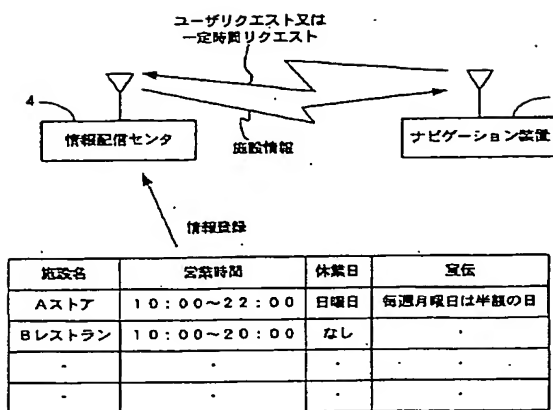 ユーザリクエスト又は
一定時間リクエスト
4
情報配信センタ
ナビゲーション装置
施設情報
情報登録
施設名 営業時間 休業日 宣伝
Aストア 10:00~22:00 日曜日 毎週月曜日は半額の日
Bレストラン 10:00~20:00 なし ・
・ ・ ・ ・
・ ・ ・ ・